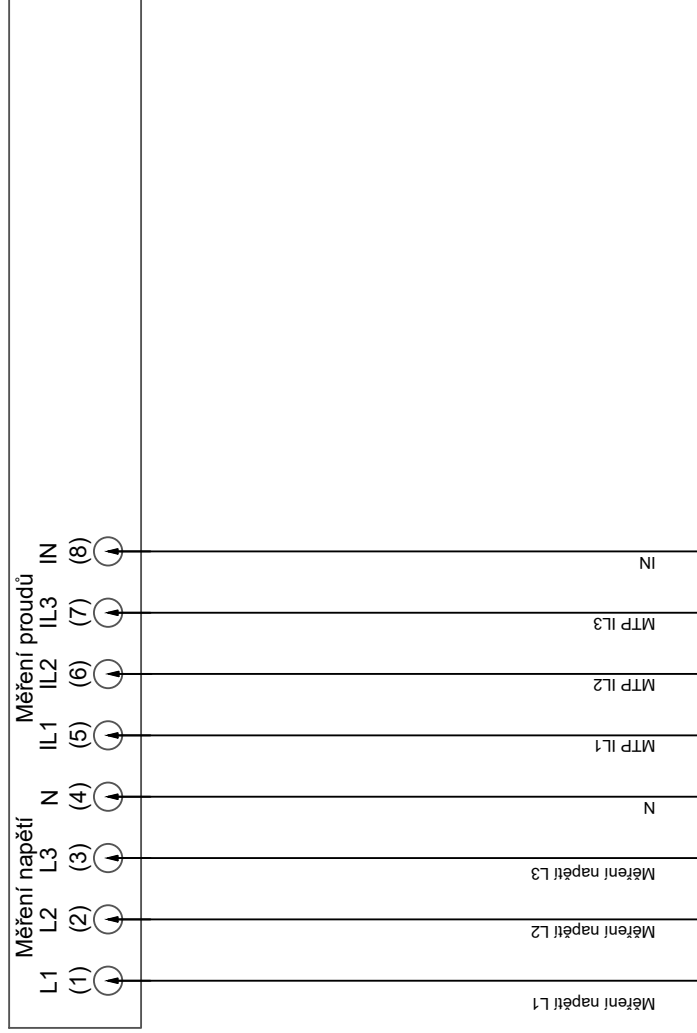 Měření napětí
Měření proudů
L1 L2 L3 N IL1 IL2 IL3 IN
(1) (2) (3) (4) (5) (6) (7) (8)
Měření napětí L1
Měření napětí L2
Měření napětí L3
N
MTP IL1
MTP IL2
MTP IL3
IN